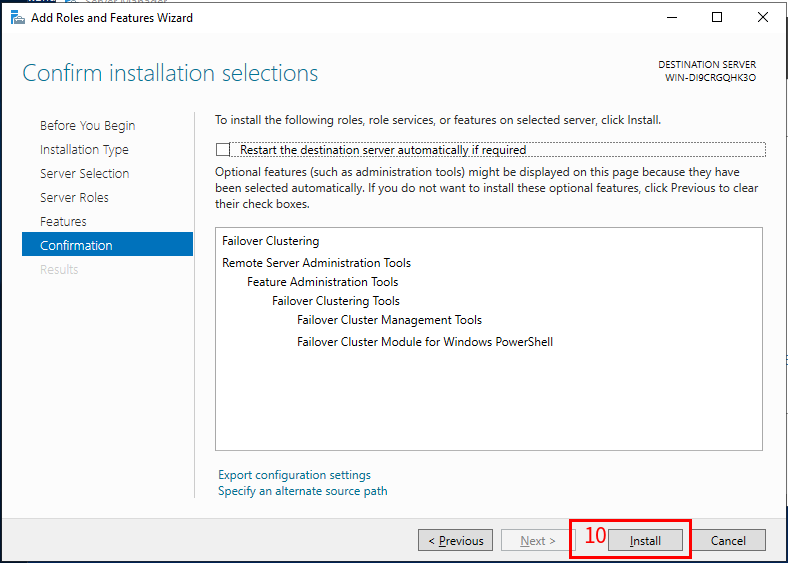 Server Manager
Add Roles and Features Wizard
Confirm installation selections
DESTINATION SERVER
WIN-DI9CRGQHK3O
Before You Begin
Installation Type
Server Selection
Server Roles
Features
Confirmation
Results
To install the following roles, role services, or features on selected server, click Install.
Restart the destination server automatically if required
Optional features (such as administration tools) might be displayed on this page because they have
been selected automatically. If you do not want to install these optional features, click Previous to clear
their check boxes.
Failover Clustering
Remote Server Administration Tools
Feature Administration Tools
Failover Clustering Tools
Failover Cluster Management Tools
Failover Cluster Module for Windows PowerShell
Export configuration settings
Specify an alternate source path
< Previous
Next >
10
Install
Cancel